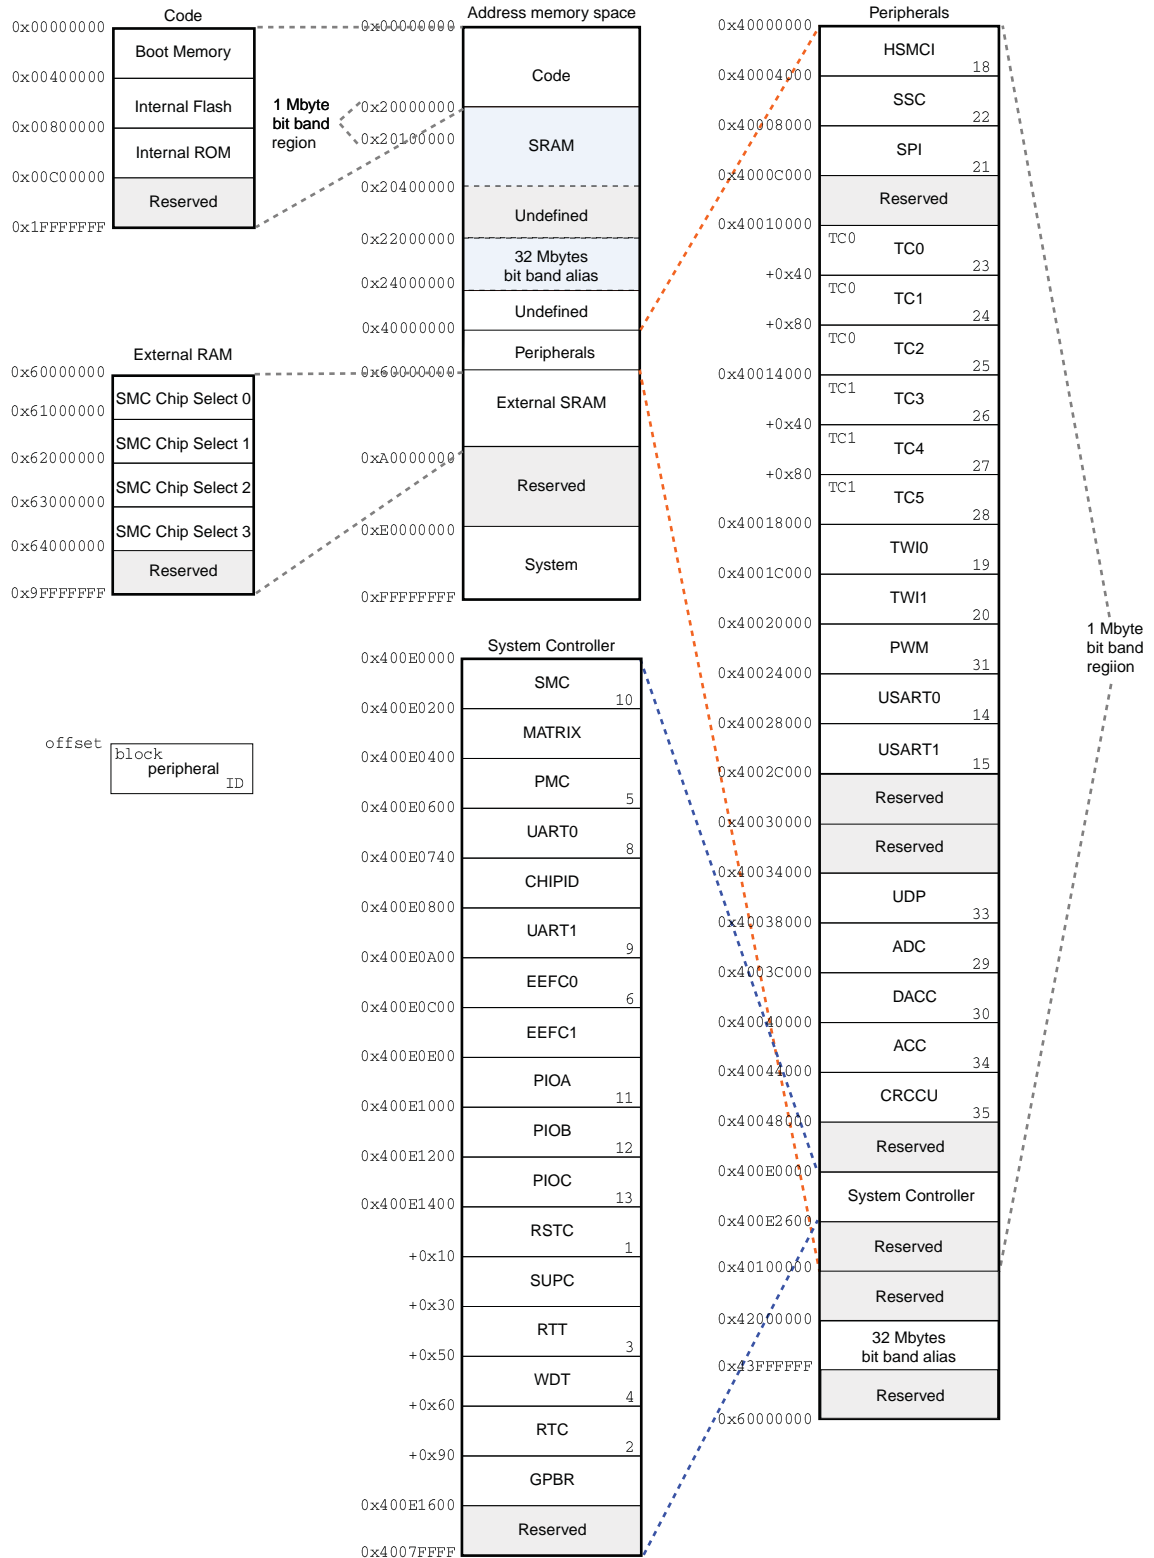 Code
0x00000000
Boot Memory
0x00400000
Internal Flash
0x00800000
Internal ROM
0x00C00000
Reserved
0x1FFFFFFF
1 Mbyte
bit band
region
External RAM
0x60000000
SMC Chip Select 0
0x61000000
SMC Chip Select 1
0x62000000
SMC Chip Select 2
0x63000000
SMC Chip Select 3
0x64000000
Reserved
0x9FFFFFFF
offset
block
peripheral
ID
Address memory space
0x00000000
Code
0x20000000
0x20100000
SRAM
0x20400000
Undefined
0x22000000
32 Mbytes
bit band alias
0x24000000
Undefined
0x40000000
Peripherals
0x60000000
External SRAM
0xA0000000
Reserved
0xE0000000
System
0xFFFFFFFF
System Controller
0x400E0000
SMC
10
0x400E0200
MATRIX
0x400E0400
PMC
5
0x400E0600
UART0
8
0x400E0740
CHIPID
0x400E0800
UART1
9
0x400E0A00
EEFC0
6
0x400E0C00
EEFC1
0x400E0E00
PIOA
11
0x400E1000
PIOB
12
0x400E1200
PIOC
13
0x400E1400
RSTC
1
+0x10
SUPC
+0x30
RTT
3
+0x50
WDT
4
+0x60
RTC
2
+0x90
GPBR
0x400E1600
Reserved
0x4007FFFF
Peripherals
0x40000000
HSMCI
18
0x40004000
SSC
22
0x40008000
SPI
21
0x4000C000
Reserved
0x40010000
TC0
TC0
23
+0x40
TC0
TC1
24
+0x80
TC0
TC2
25
0x40014000
TC1
TC3
26
+0x40
TC1
TC4
27
+0x80
TC1
TC5
28
0x40018000
TWI0
19
0x4001C000
TWI1
20
0x40020000
PWM
31
0x40024000
USART0
14
0x40028000
USART1
15
0x4002C000
Reserved
0x40030000
Reserved
0x40034000
UDP
33
0x40038000
ADC
29
0x4003C000
DACC
30
0x40040000
ACC
34
0x40044000
CRCCU
35
0x40048000
Reserved
0x400E0000
System Controller
0x400E2600
Reserved
0x40100000
Reserved
0x42000000
32 Mbytes
bit band alias
0x43FFFFFF
Reserved
0x60000000
1 Mbyte
bit band
regiion